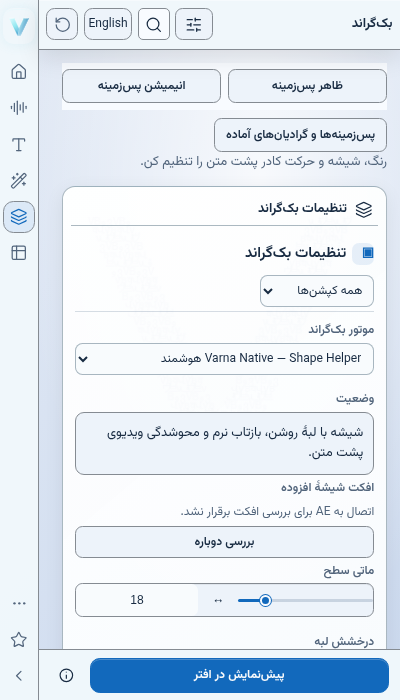 بک‌گراند
English
ظاهر پس‌زمینه
انیمیشن پس‌زمینه
پس‌زمینه‌ها و گرادیان‌های آماده
رنگ، شیشه و حرکت کادر پشت متن را تنظیم کن.
تنظیمات بک‌گراند
تنظیمات بک‌گراند
همه کپشن‌ها
موتور بک‌گراند
Varna Native — Shape Helper هوشمند
وضعیت
شیشه با لبهٔ روشن، بازتاب نرم و محوشدگی ویدیوی
پشت متن.
افکت شیشهٔ افزوده
اتصال به AE برای بررسی افکت برقرار نشد.
بررسی دوباره
ماتی سطح
18
درخشش لبه
پیش‌نمایش در افتر